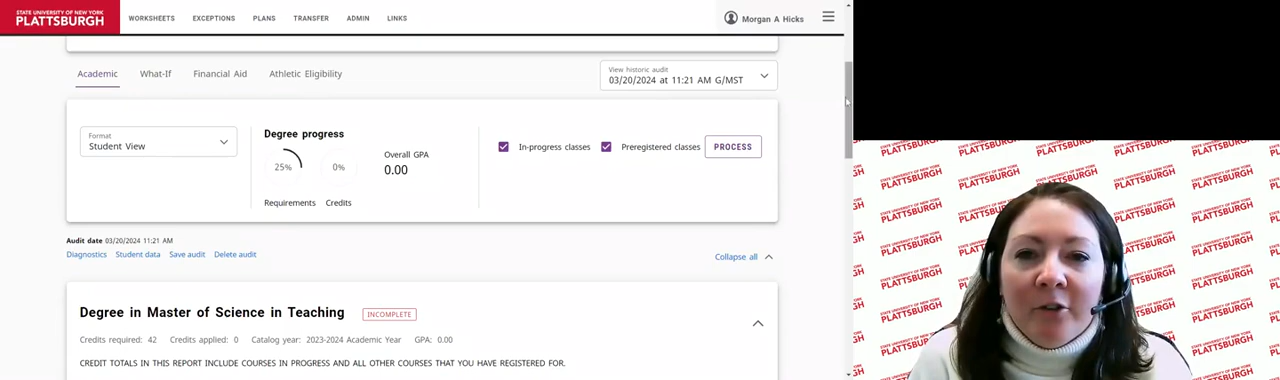 STATE UNIVERSITY OF NEW YORK
PLATTSBURGH
WORKSHEETS EXCEPTIONS PLANS TRANSFER ADMIN LINKS
Morgan A Hicks
Academic What-If Financial Aid Athletic Eligibility
View historic audit
03/20/2024 at 11:21 AM G/MST
Format
Student View
Degree progress
25%
0%
Requirements Credits
Overall GPA
0.00
In-progress classes Preregistered classes PROCESS
Audit date 03/20/2024 11:21 AM
Diagnostics Student data Save audit Delete audit
Collapse all
Degree in Master of Science in Teaching INCOMPLETE
Credits required: 42 Credits applied: 0 Catalog year: 2023-2024 Academic Year GPA: 0.00
CREDIT TOTALS IN THIS REPORT INCLUDE COURSES IN PROGRESS AND ALL OTHER COURSES THAT YOU HAVE REGISTERED FOR.
STATE UNIVERSITY OF NEW YORK
PLATTSBURGH